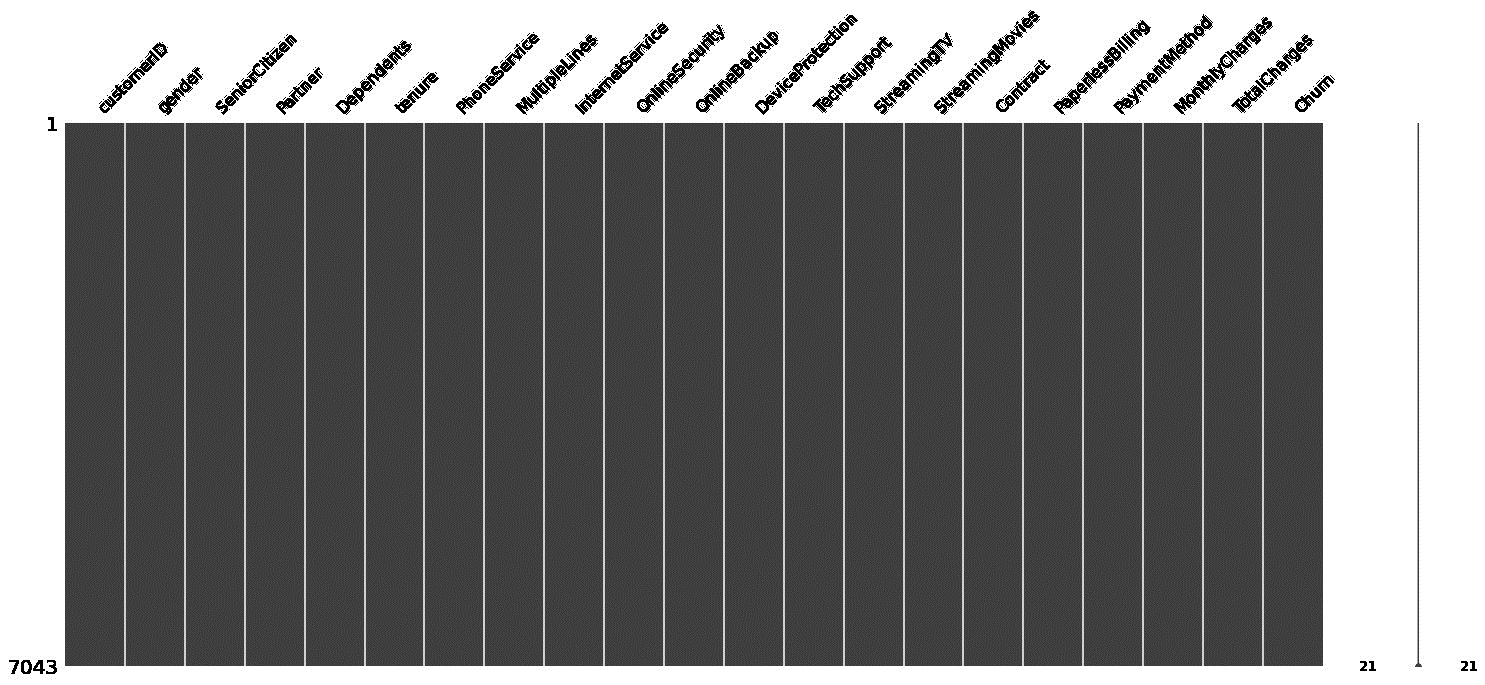 customerID
gender
SeniorCitizen
Partner
Dependents
tenure
PhoneService
MultipleLines
InternetService
OnlineSecurity
OnlineBackup
DeviceProtection
TechSupport
StreamingTV
StreamingMovies
Contract
PaperlessBilling
PaymentMethod
MonthlyCharges
TotalCharges
Churn
1
7043
21 21